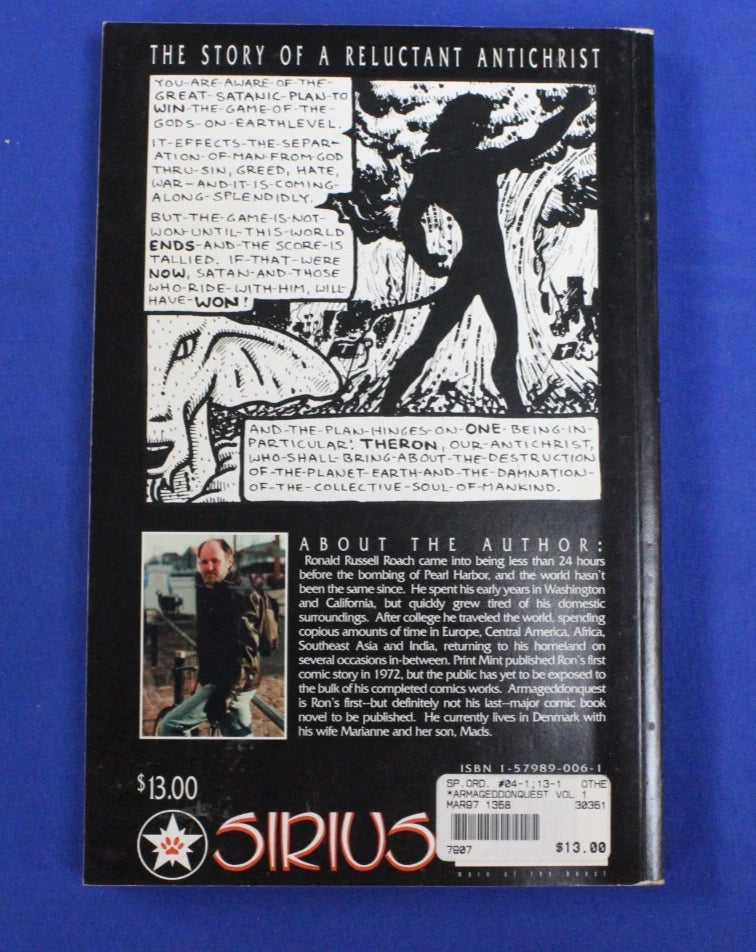 THE STORY OF A RELUCTANT ANTICHRIST
YOU-ARE-AWARE-OF-THE-
GREAT-SATANIC-PLAN-TO
WIN-THE-GAME-OF-THE-
GODS-ON-EARTHLEVEL.
IT-EFFECTS-THE-SEPAR-
ATION-OF-MAN-FROM-GOD
THRU-SIN, GREED, HATE,
WAR-AND-IT-IS-COMING-
ALONG-SPLENDIDLY.
BUT-THE-GAME-IS-NOT-
WON-UNTIL-THIS-WORLD
ENDS-AND-THE-SCORE-IS
TALLIED. IF-THAT-WERE
NOW, SATAN-AND-THOSE
WHO-RIDE-WITH-HIM, WILL-
HAVE-WON!
AND-THE-PLAN-HINGES-ON-ONE-BEING-IN-
PARTICULAR: THERON, OUR-ANTICHRIST,
WHO-SHALL-BRING-ABOUT-THE-DESTRUCTION
OF-THE-PLANET-EARTH-AND-THE-DAMNATION-
OF-THE-COLLECTIVE-SOUL-OF-MANKIND.
ABOUT THE AUTHOR:
Ronald Russell Roach came into being less than 24 hours
before the bombing of Pearl Harbor, and the world hasn't
been the same since. He spent his early years in Washington
and California, but quickly grew tired of his domestic
surroundings. After college he traveled the world, spending
copious amounts of time in Europe, Central America, Africa,
Southeast Asia and India, returning to his homeland on
several occasions in-between. Print Mint published Ron's first
comic story in 1972, but the public has yet to be exposed to
the bulk of his completed comics works. Armageddonquest
is Ron's first--but definitely not his last--major comic book
novel to be published. He currently lives in Denmark with
his wife Marianne and her son, Mads.
ISBN 1-57989-006-1
$13.00
SP.ORD. #04-1;13-1 OTHE
*ARMAGEDDONQUEST VOL 1
MAR97 1358 30351
7907 $13.00
SIRIUS